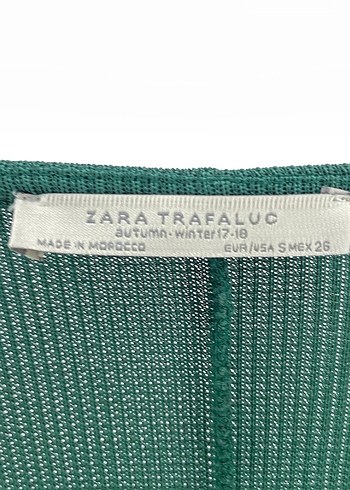 ZARA TRAFALUC
autumn·winter 17-18
MADE IN MOROCCO EUR/USA S MEX 26